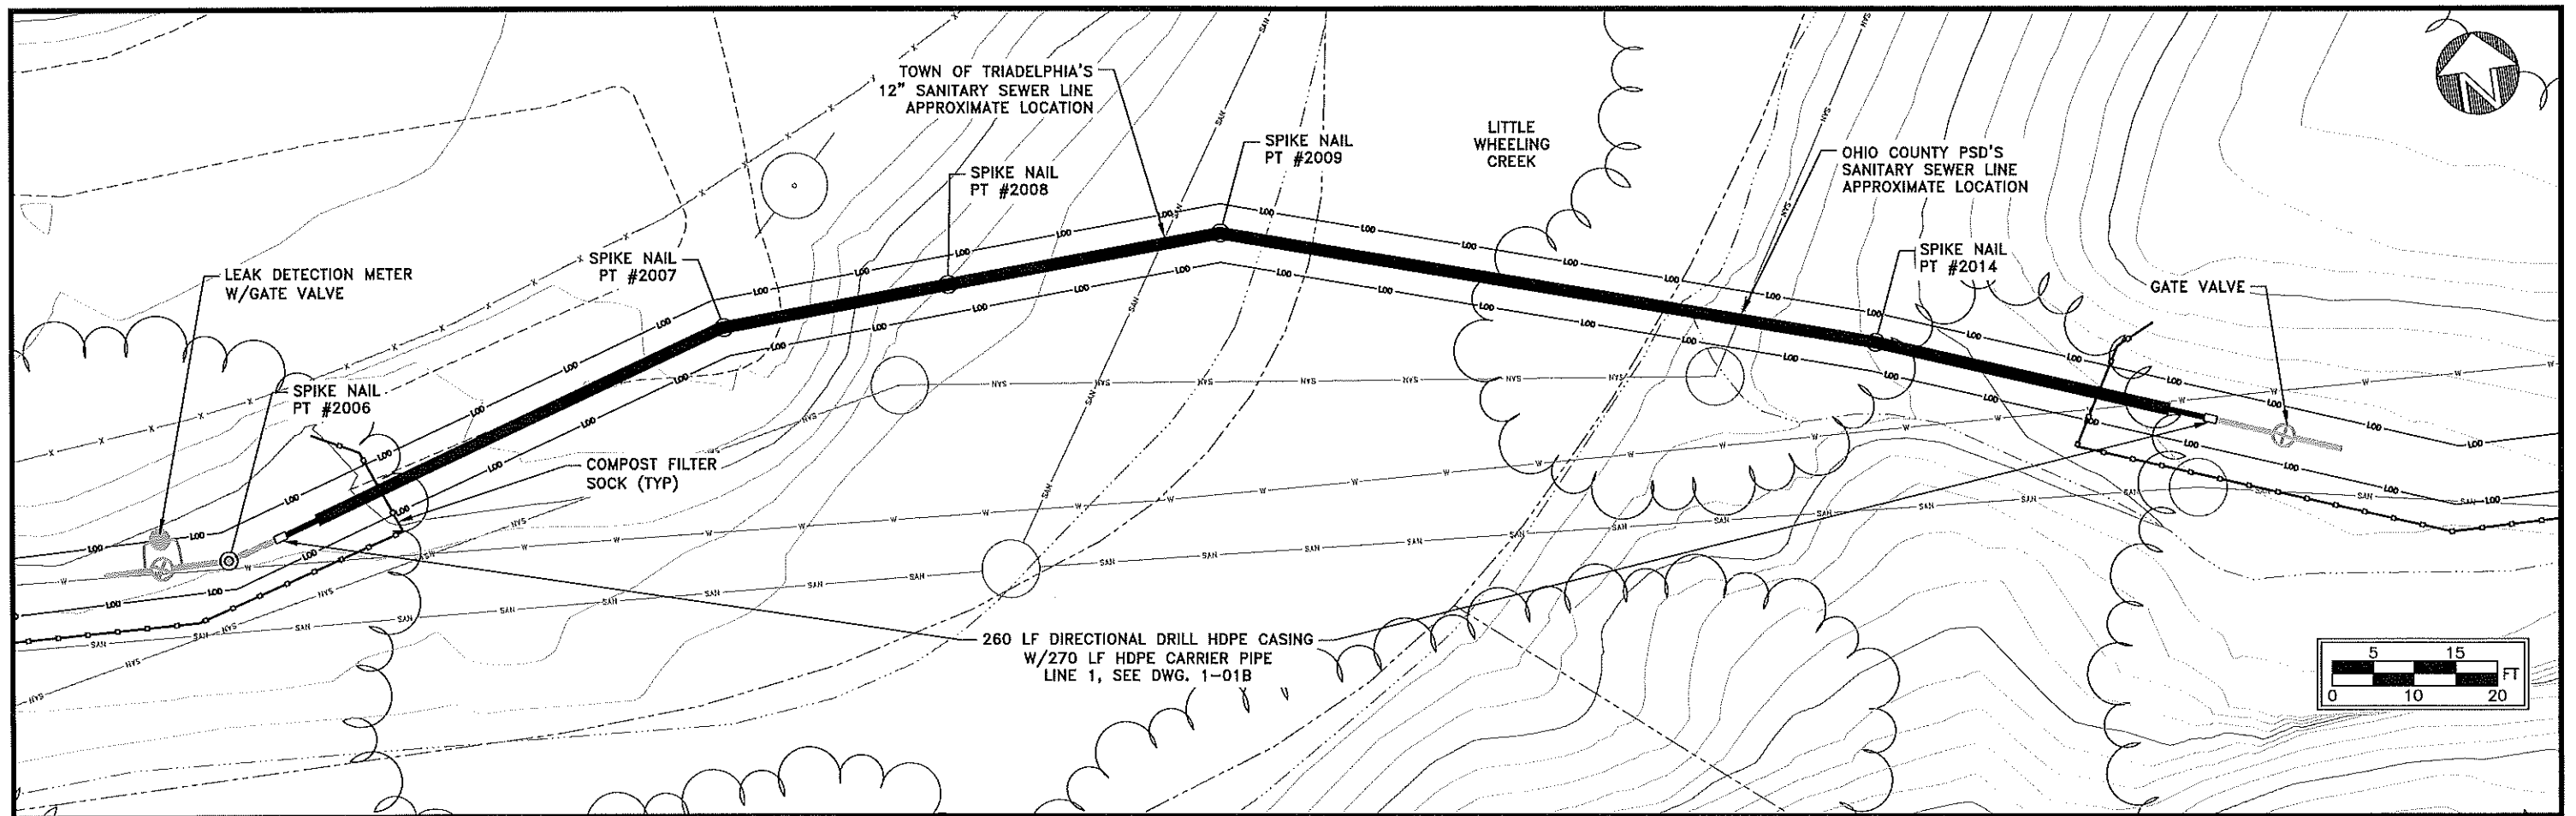 TOWN OF TRIADELPHIA'S
12" SANITARY SEWER LINE
APPROXIMATE LOCATION
SPIKE NAIL
PT #2009
LITTLE
WHEELING
CREEK
OHIO COUNTY PSD'S
SANITARY SEWER LINE
APPROXIMATE LOCATION
N
SPIKE NAIL
PT #2008
SPIKE NAIL
PT #2007
LEAK DETECTION METER
W/GATE VALVE
SPIKE NAIL
PT #2014
GATE VALVE
SPIKE NAIL
PT #2006
COMPOST FILTER
SOCK (TYP)
260 LF DIRECTIONAL DRILL HDPE CASING
W/270 LF HDPE CARRIER PIPE
LINE 1, SEE DWG. 1-01B
5 15
FT
0 10 20
LOD
SAN
W
X